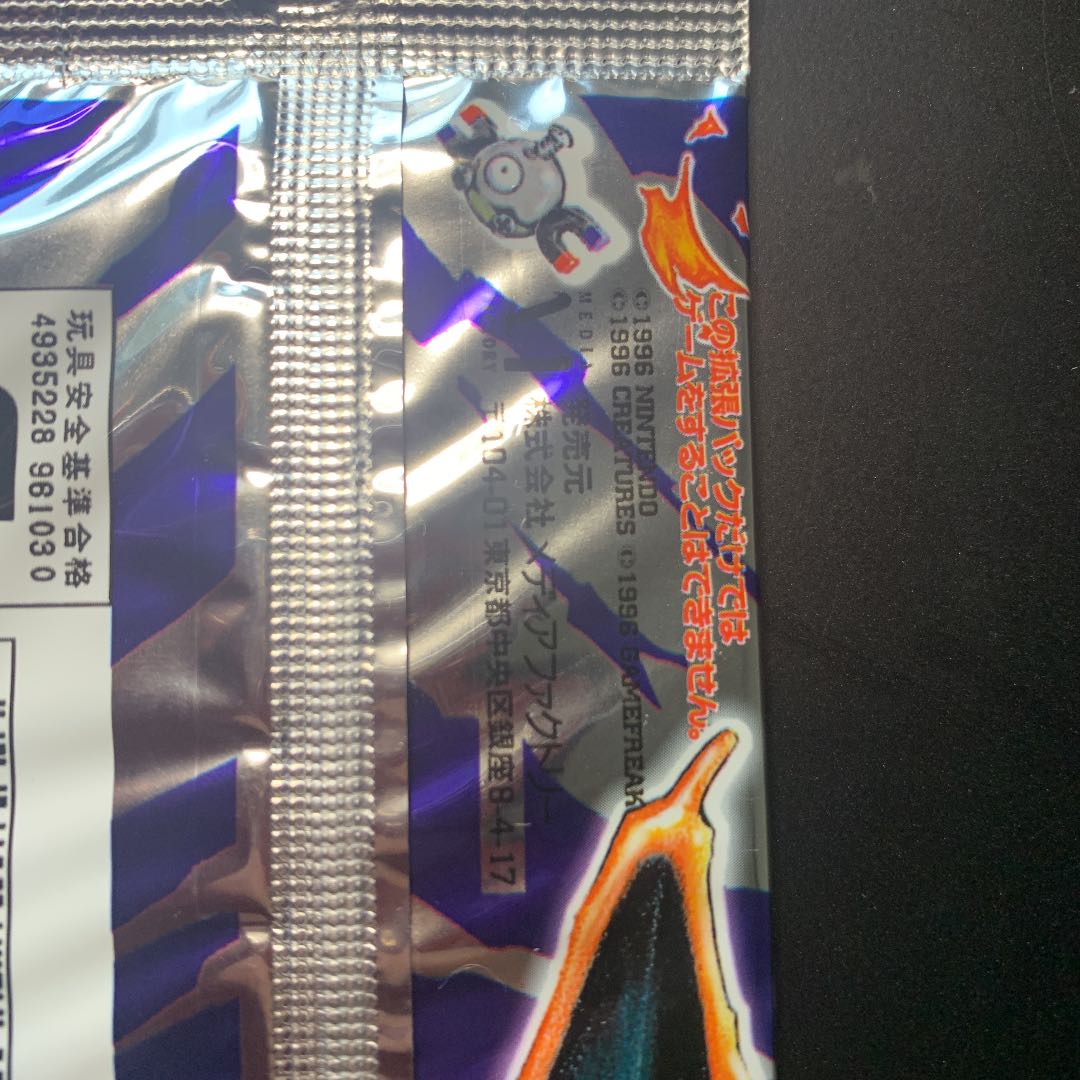 この拡張パックだけでは
ゲームをすることはできません。
©1996 NINTENDO
©1996 CREATURES ©1996 GAMEFREAK
発売元
株式会社 メディアファクトリー
〒104-01 東京都中央区銀座8-4-17
玩具安全基準合格
4935228 96103 0